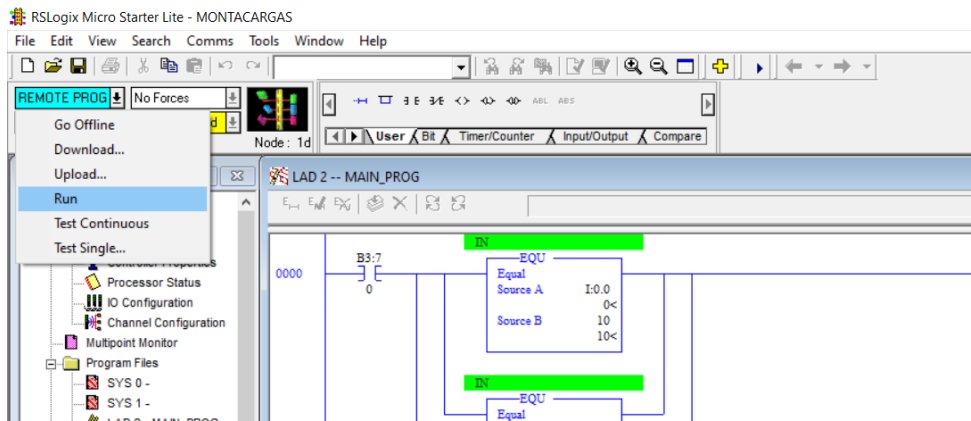 RSLogix Micro Starter Lite - MONTACARGAS
File Edit View Search Comms Tools Window Help
REMOTE PROG No Forces
Go Offline
Download...
Upload...
Run
Test Continuous
Test Single...
d
Node : 1d
ABL ABS
User Bit Timer/Counter Input/Output Compare
LAD 2 -- MAIN_PROG
Controller Properties
Processor Status
IO Configuration
Channel Configuration
Multipoint Monitor
Program Files
SYS 0 -
SYS 1 -
LAD 2 - MAIN_PROG
0000
B3:7
0
IN
EQU
Equal
Source A I:0.0
0<
Source B 10
10<
IN
EQU
Equal